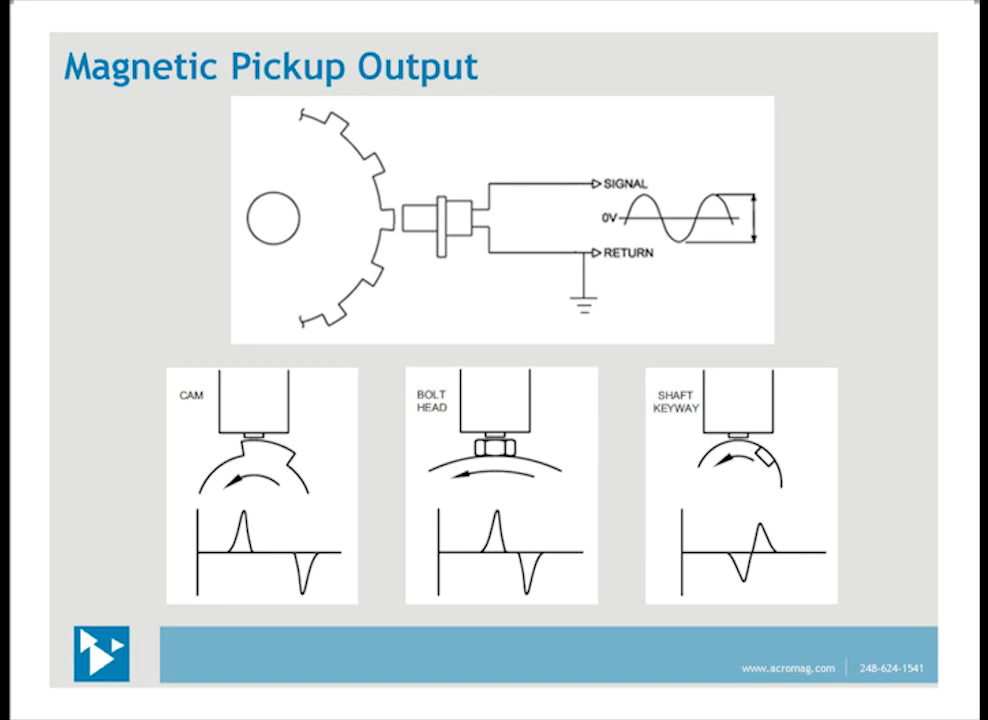 Magnetic Pickup Output
SIGNAL
0V
RETURN
CAM
BOLT
HEAD
SHAFT
KEYWAY
www.acromag.com
248-624-1541